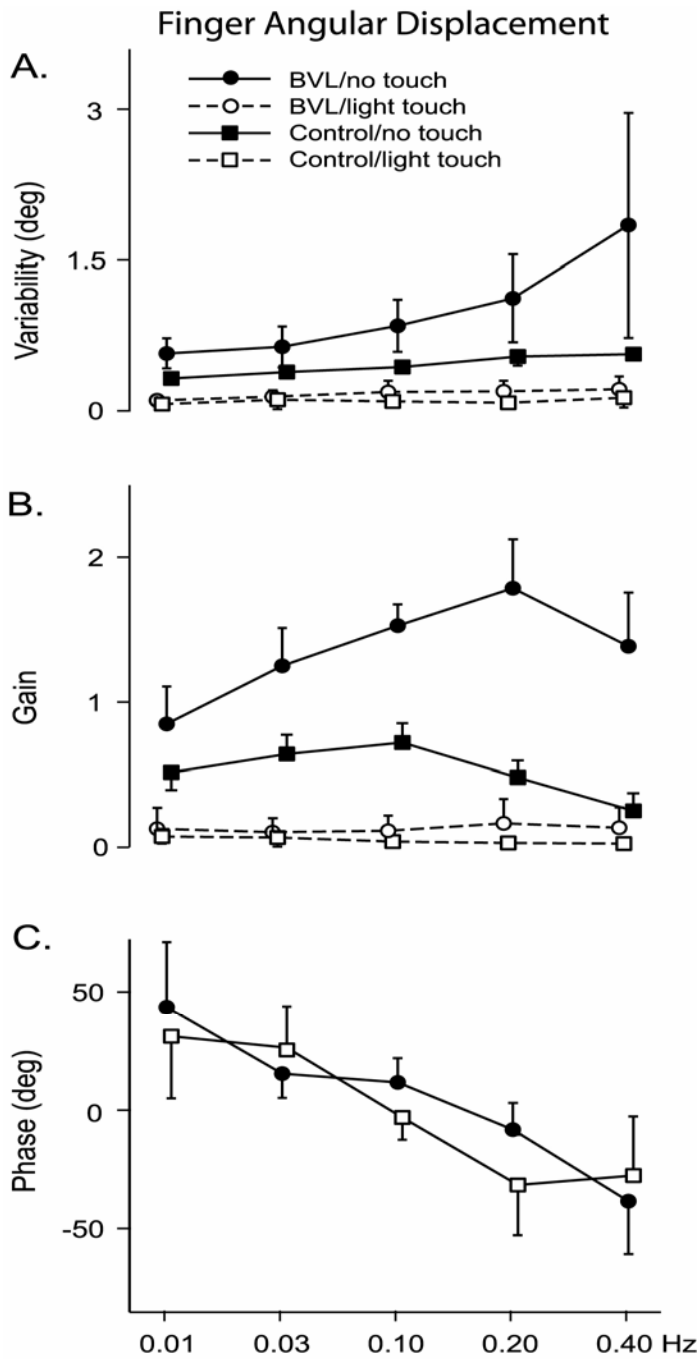 Finger Angular Displacement
A.
BVL/no touch
BVL/light touch
Control/no touch
Control/light touch
3
1.5
0
Variability (deg)
B.
2
1
0
Gain
C.
50
0
-50
Phase (deg)
0.01 0.03 0.10 0.20 0.40 Hz